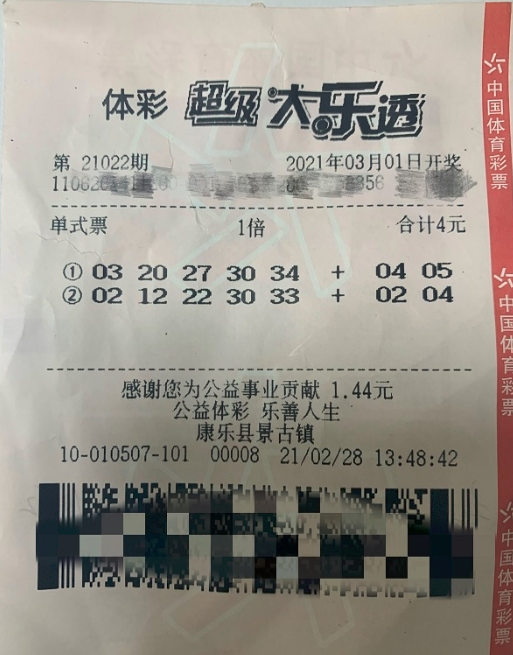 体彩 超级大乐透
第 21022期 2021年03月01日开奖
单式票 1倍 合计4元
① 03 20 27 30 34 + 04 05
② 02 12 22 30 33 + 02 04
感谢您为公益事业贡献 1.44元
公益体彩 乐善人生
康乐县景古镇
10-010507-101 00008 21/02/28 13:48:42
中国体育彩票
中国体育彩票
中国体育彩票